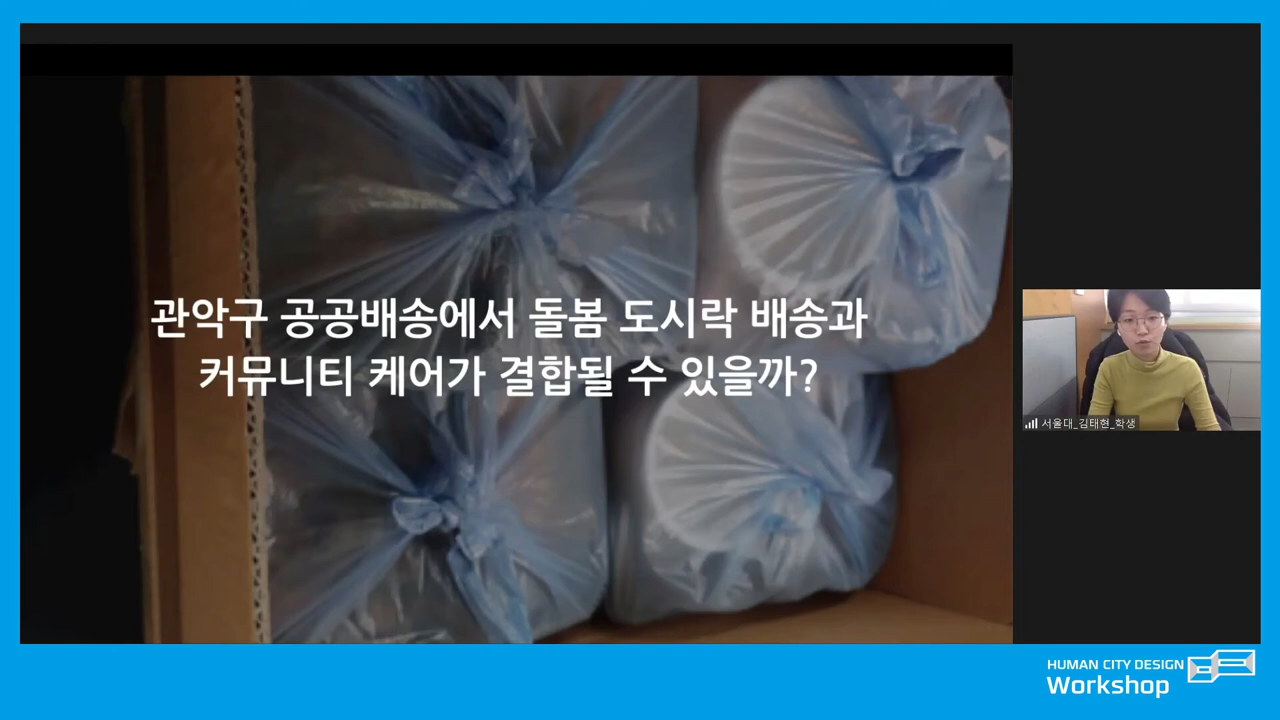 관악구 공공배송에서 돌봄 도시락 배송과
커뮤니티 케어가 결합될 수 있을까?
서울대_김태현_학생
HUMAN CITY DESIGN
Workshop